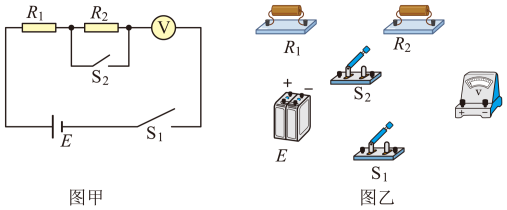 R₁ R₂ V
S₂
E S₁
图甲
R₁ R₂
S₂
+ −
V
+ −
E
S₁
图乙